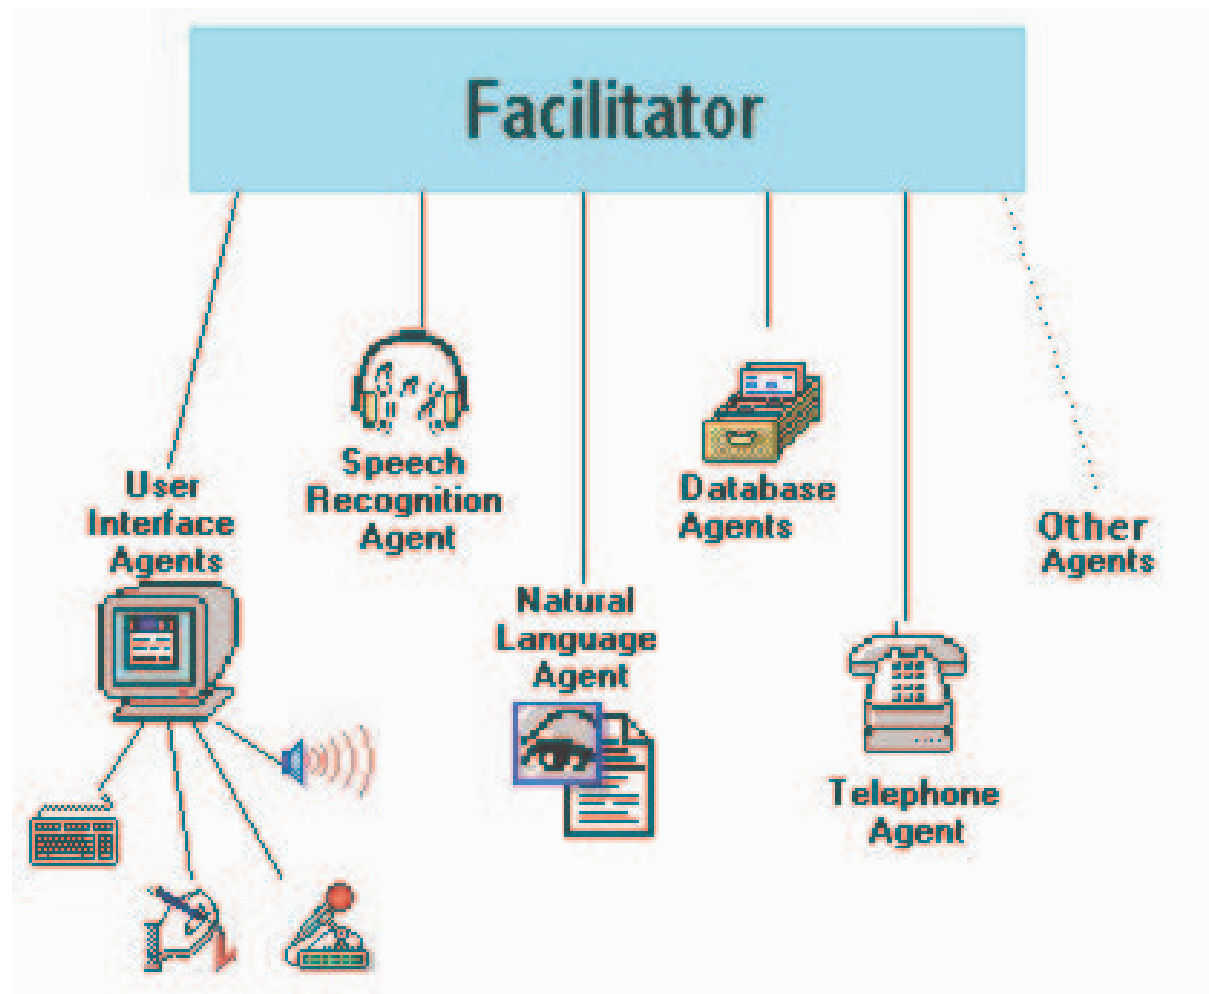 Facilitator
User
Interface
Agents
Speech
Recognition
Agent
Natural
Language
Agent
Database
Agents
Telephone
Agent
Other
Agents